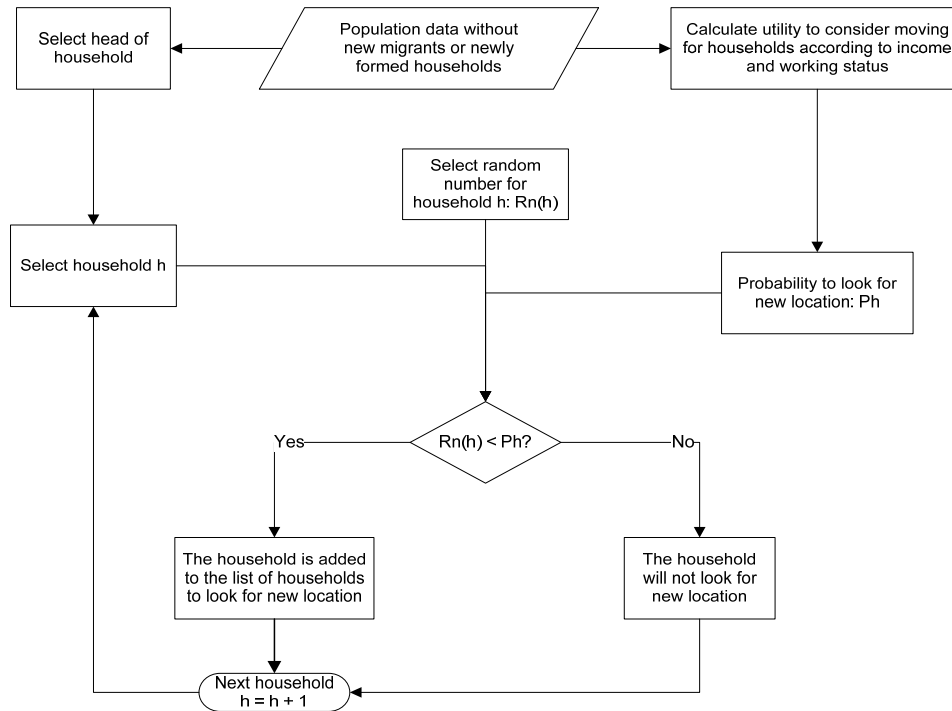 Select head of
household
Population data without
new migrants or newly
formed households
Calculate utility to consider moving
for households according to income
and working status
Select random
number for
household h: Rn(h)
Select household h
Probability to look for
new location: Ph
Rn(h) < Ph?
Yes
No
The household is added
to the list of households
to look for new location
The household
will not look for
new location
Next household
h = h + 1